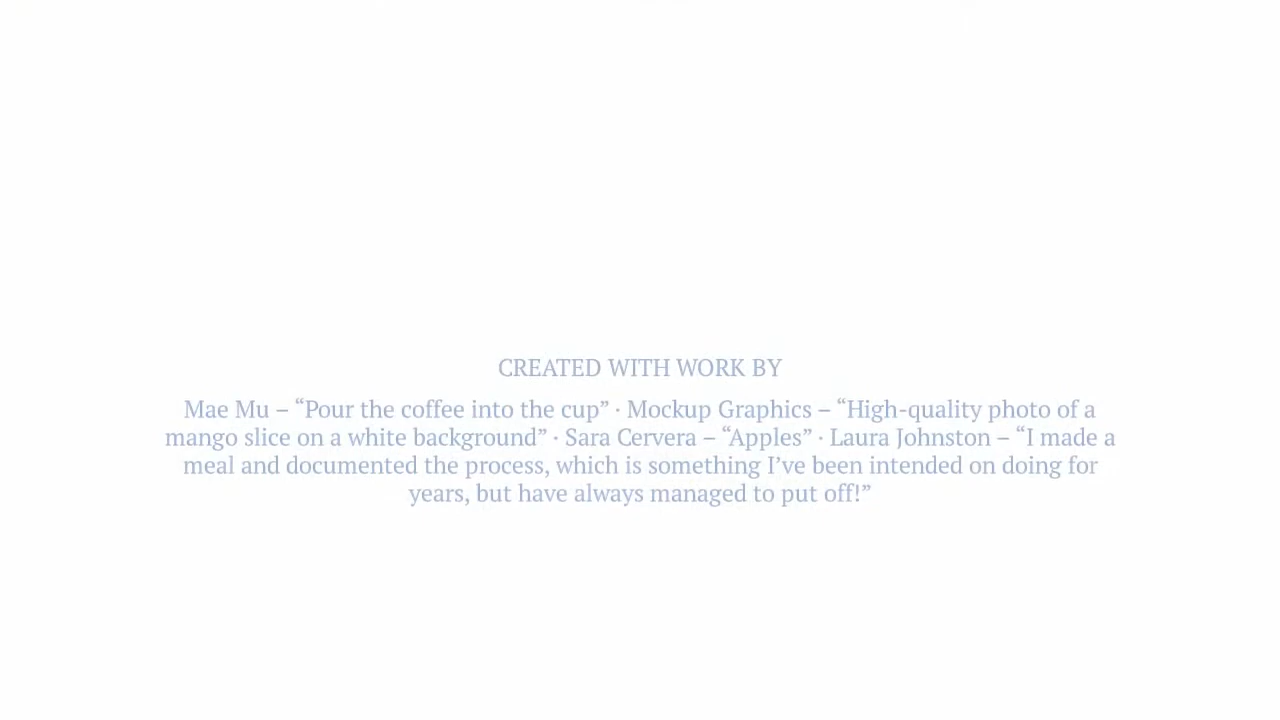 CREATED WITH WORK BY
Mae Mu – “Pour the coffee into the cup” · Mockup Graphics – “High-quality photo of a
mango slice on a white background” · Sara Cervera – “Apples” · Laura Johnston – “I made a
meal and documented the process, which is something I’ve been intended on doing for
years, but have always managed to put off!”